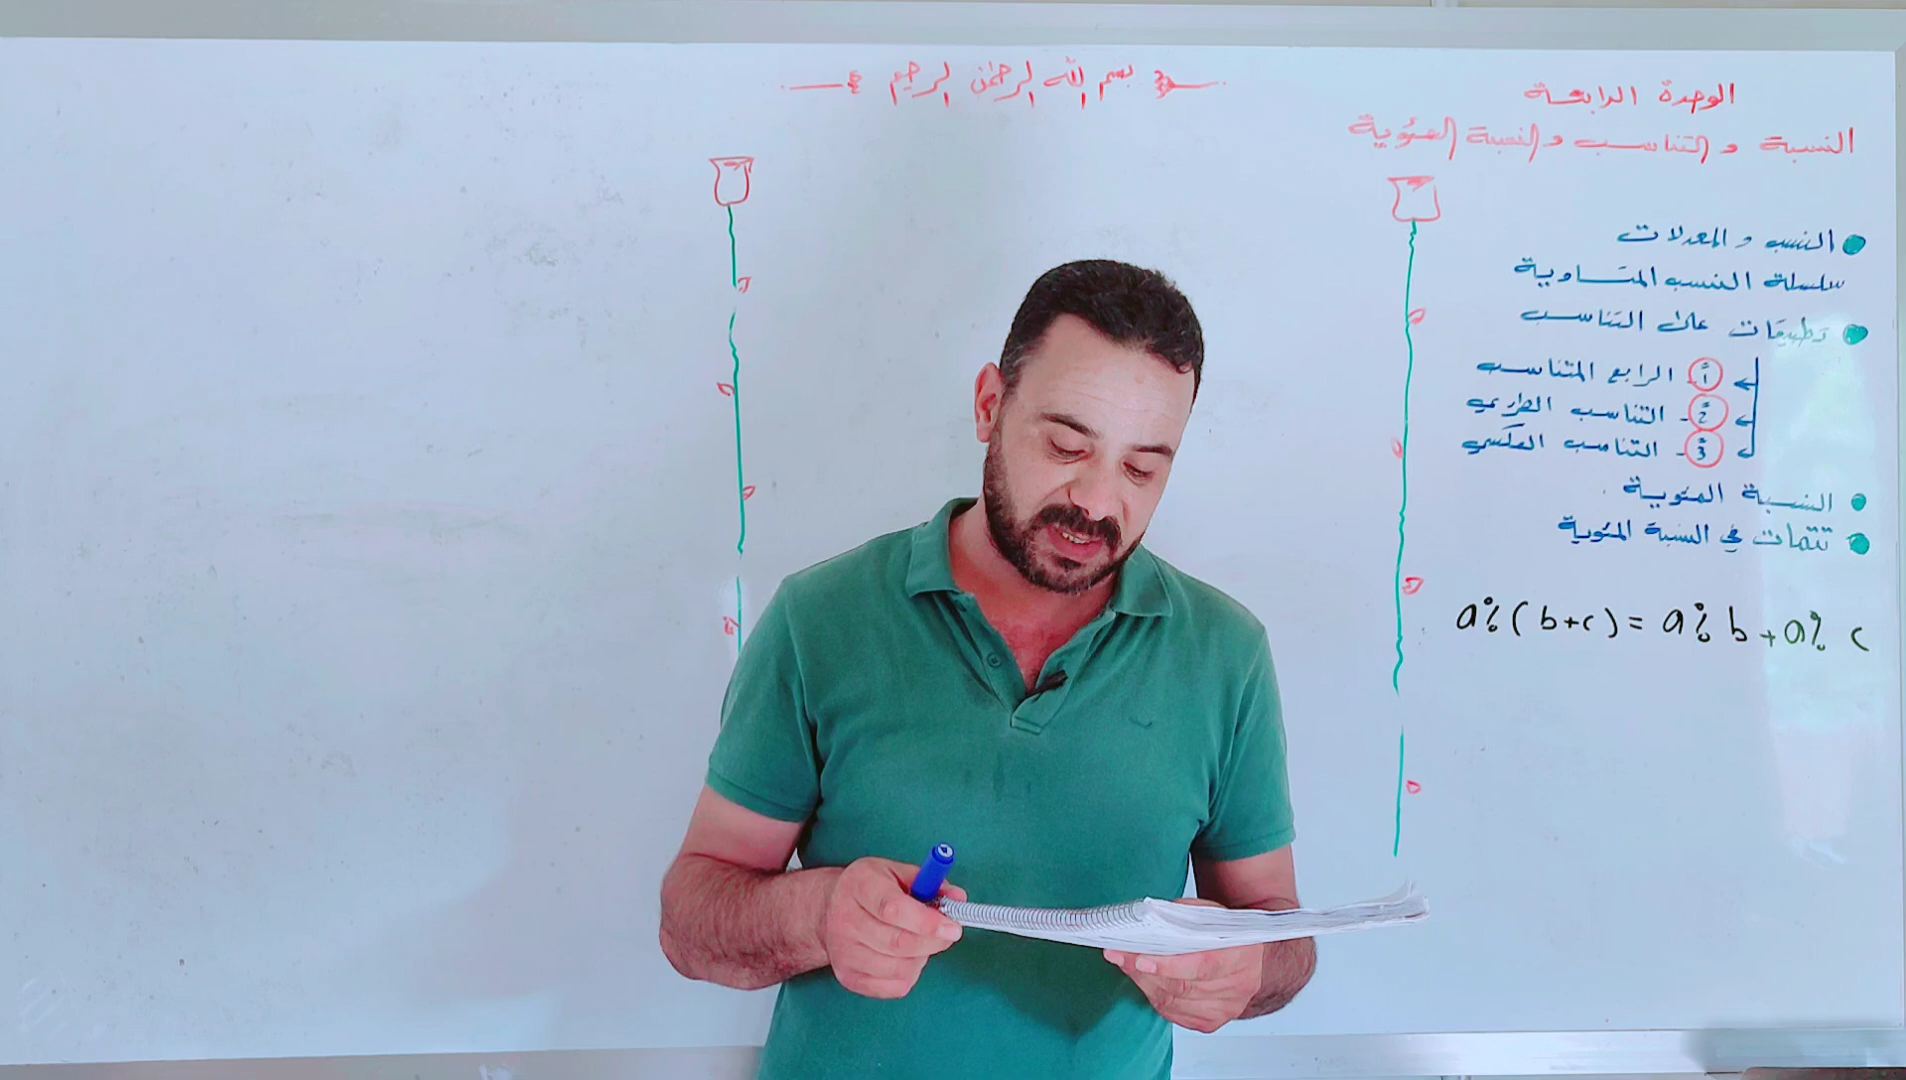 بسم الله الرحمن الرحيم
الوحدة الرابعة
النسبة و التناسب و النسبة المئوية
النسب و المعدلات
سلسلة النسب المتساوية
تطبيقات على التناسب
1- الرابع المتناسب
2- التناسب الطردي
3- التناسب العكسي
النسبة المئوية
تتمات في النسبة المئوية
a% ( b + c ) = a% b + a% c